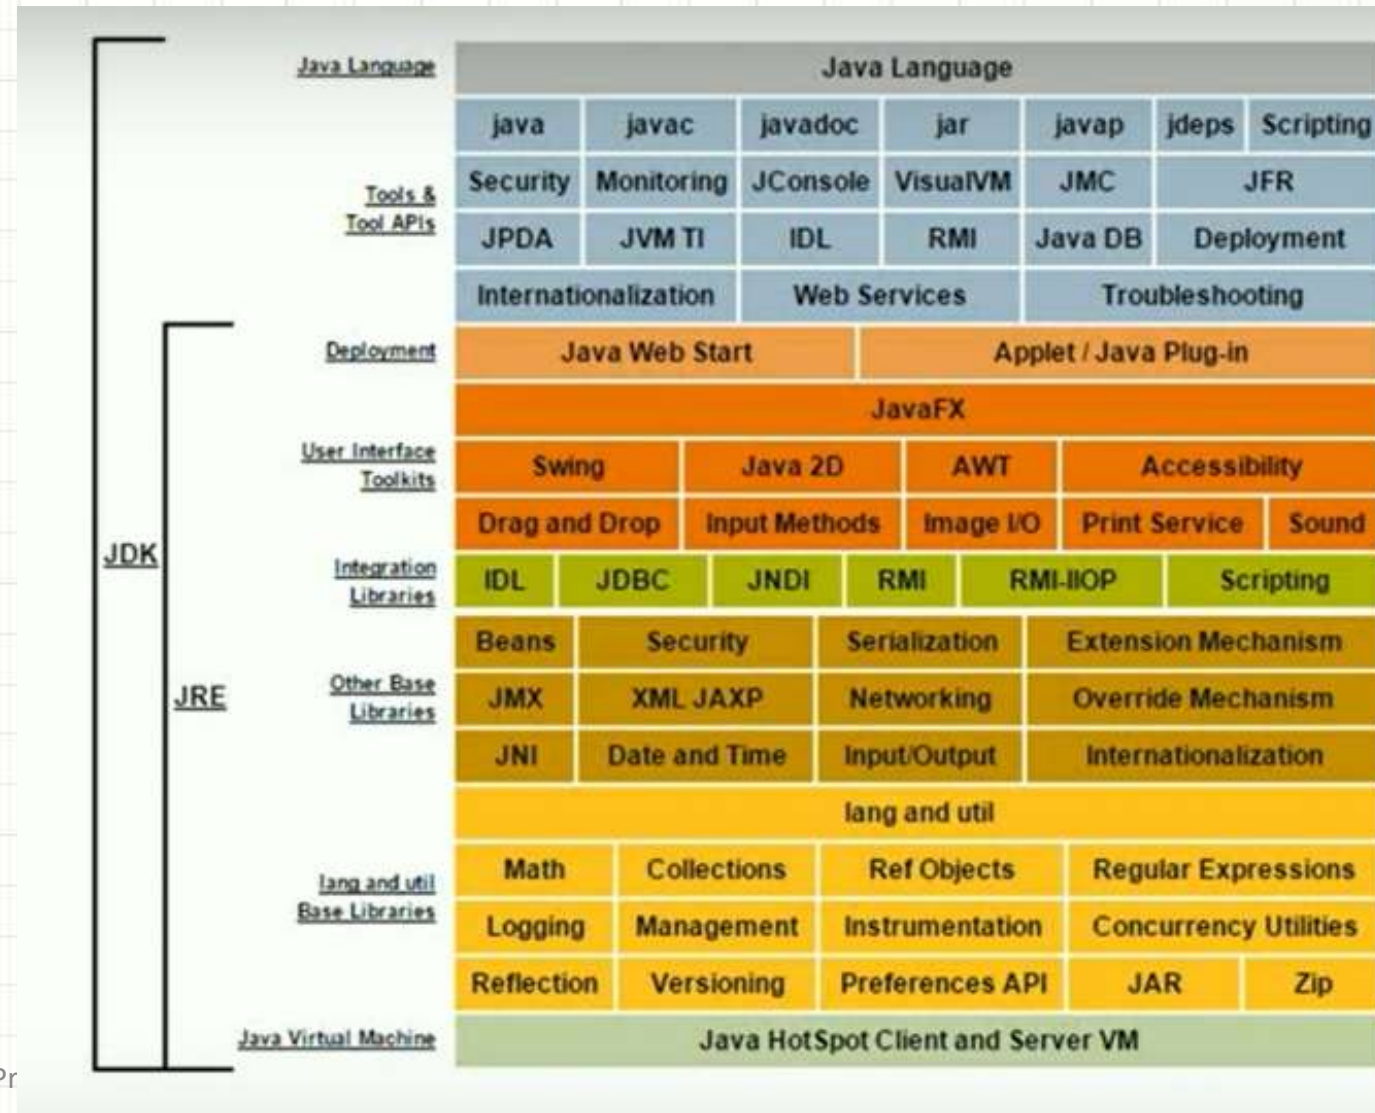 Java Language
Java Language
java javac javadoc jar javap jdeps Scripting
Tools &
Tool APIs
Security Monitoring JConsole VisualVM JMC JFR
JPDA JVM TI IDL RMI Java DB Deployment
Internationalization Web Services Troubleshooting
Deployment
Java Web Start Applet / Java Plug-in
JavaFX
User Interface
Toolkits
Swing Java 2D AWT Accessibility
Drag and Drop Input Methods Image I/O Print Service Sound
JDK
Integration
Libraries
IDL JDBC JNDI RMI RMI-IIOP Scripting
Beans Security Serialization Extension Mechanism
JRE
Other Base
Libraries
JMX XML JAXP Networking Override Mechanism
JNI Date and Time Input/Output Internationalization
lang and util
lang and util
Base Libraries
Math Collections Ref Objects Regular Expressions
Logging Management Instrumentation Concurrency Utilities
Reflection Versioning Preferences API JAR Zip
Java Virtual Machine
Java HotSpot Client and Server VM
Pr